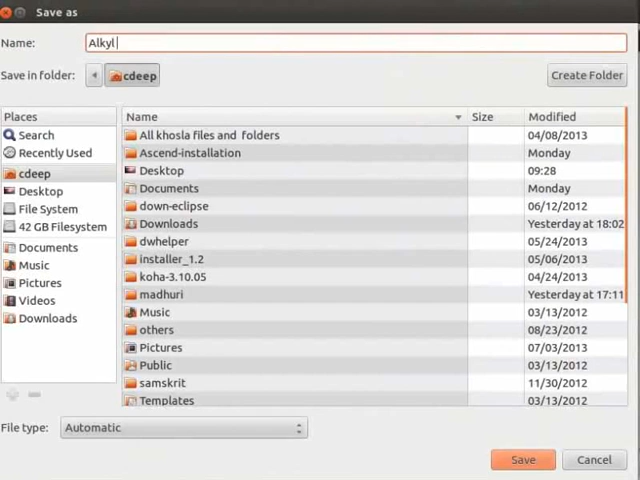 Save as
Name: Alkyl
Save in folder: cdeep Create Folder
Places Name Size Modified
Search All khosla files and folders 04/08/2013
Recently Used Ascend-installation Monday
cdeep Desktop 09:28
Desktop Documents Monday
File System down-eclipse 06/12/2012
42 GB Filesystem Downloads Yesterday at 18:02
Documents dwhelper 05/24/2013
Music installer_1.2 05/06/2013
Pictures koha-3.10.05 04/24/2013
Videos madhuri Yesterday at 17:11
Downloads Music 03/13/2012
others 08/23/2012
Pictures 07/03/2013
Public 03/13/2012
samskrit 11/30/2012
Templates 03/13/2012
File type: Automatic
Save Cancel